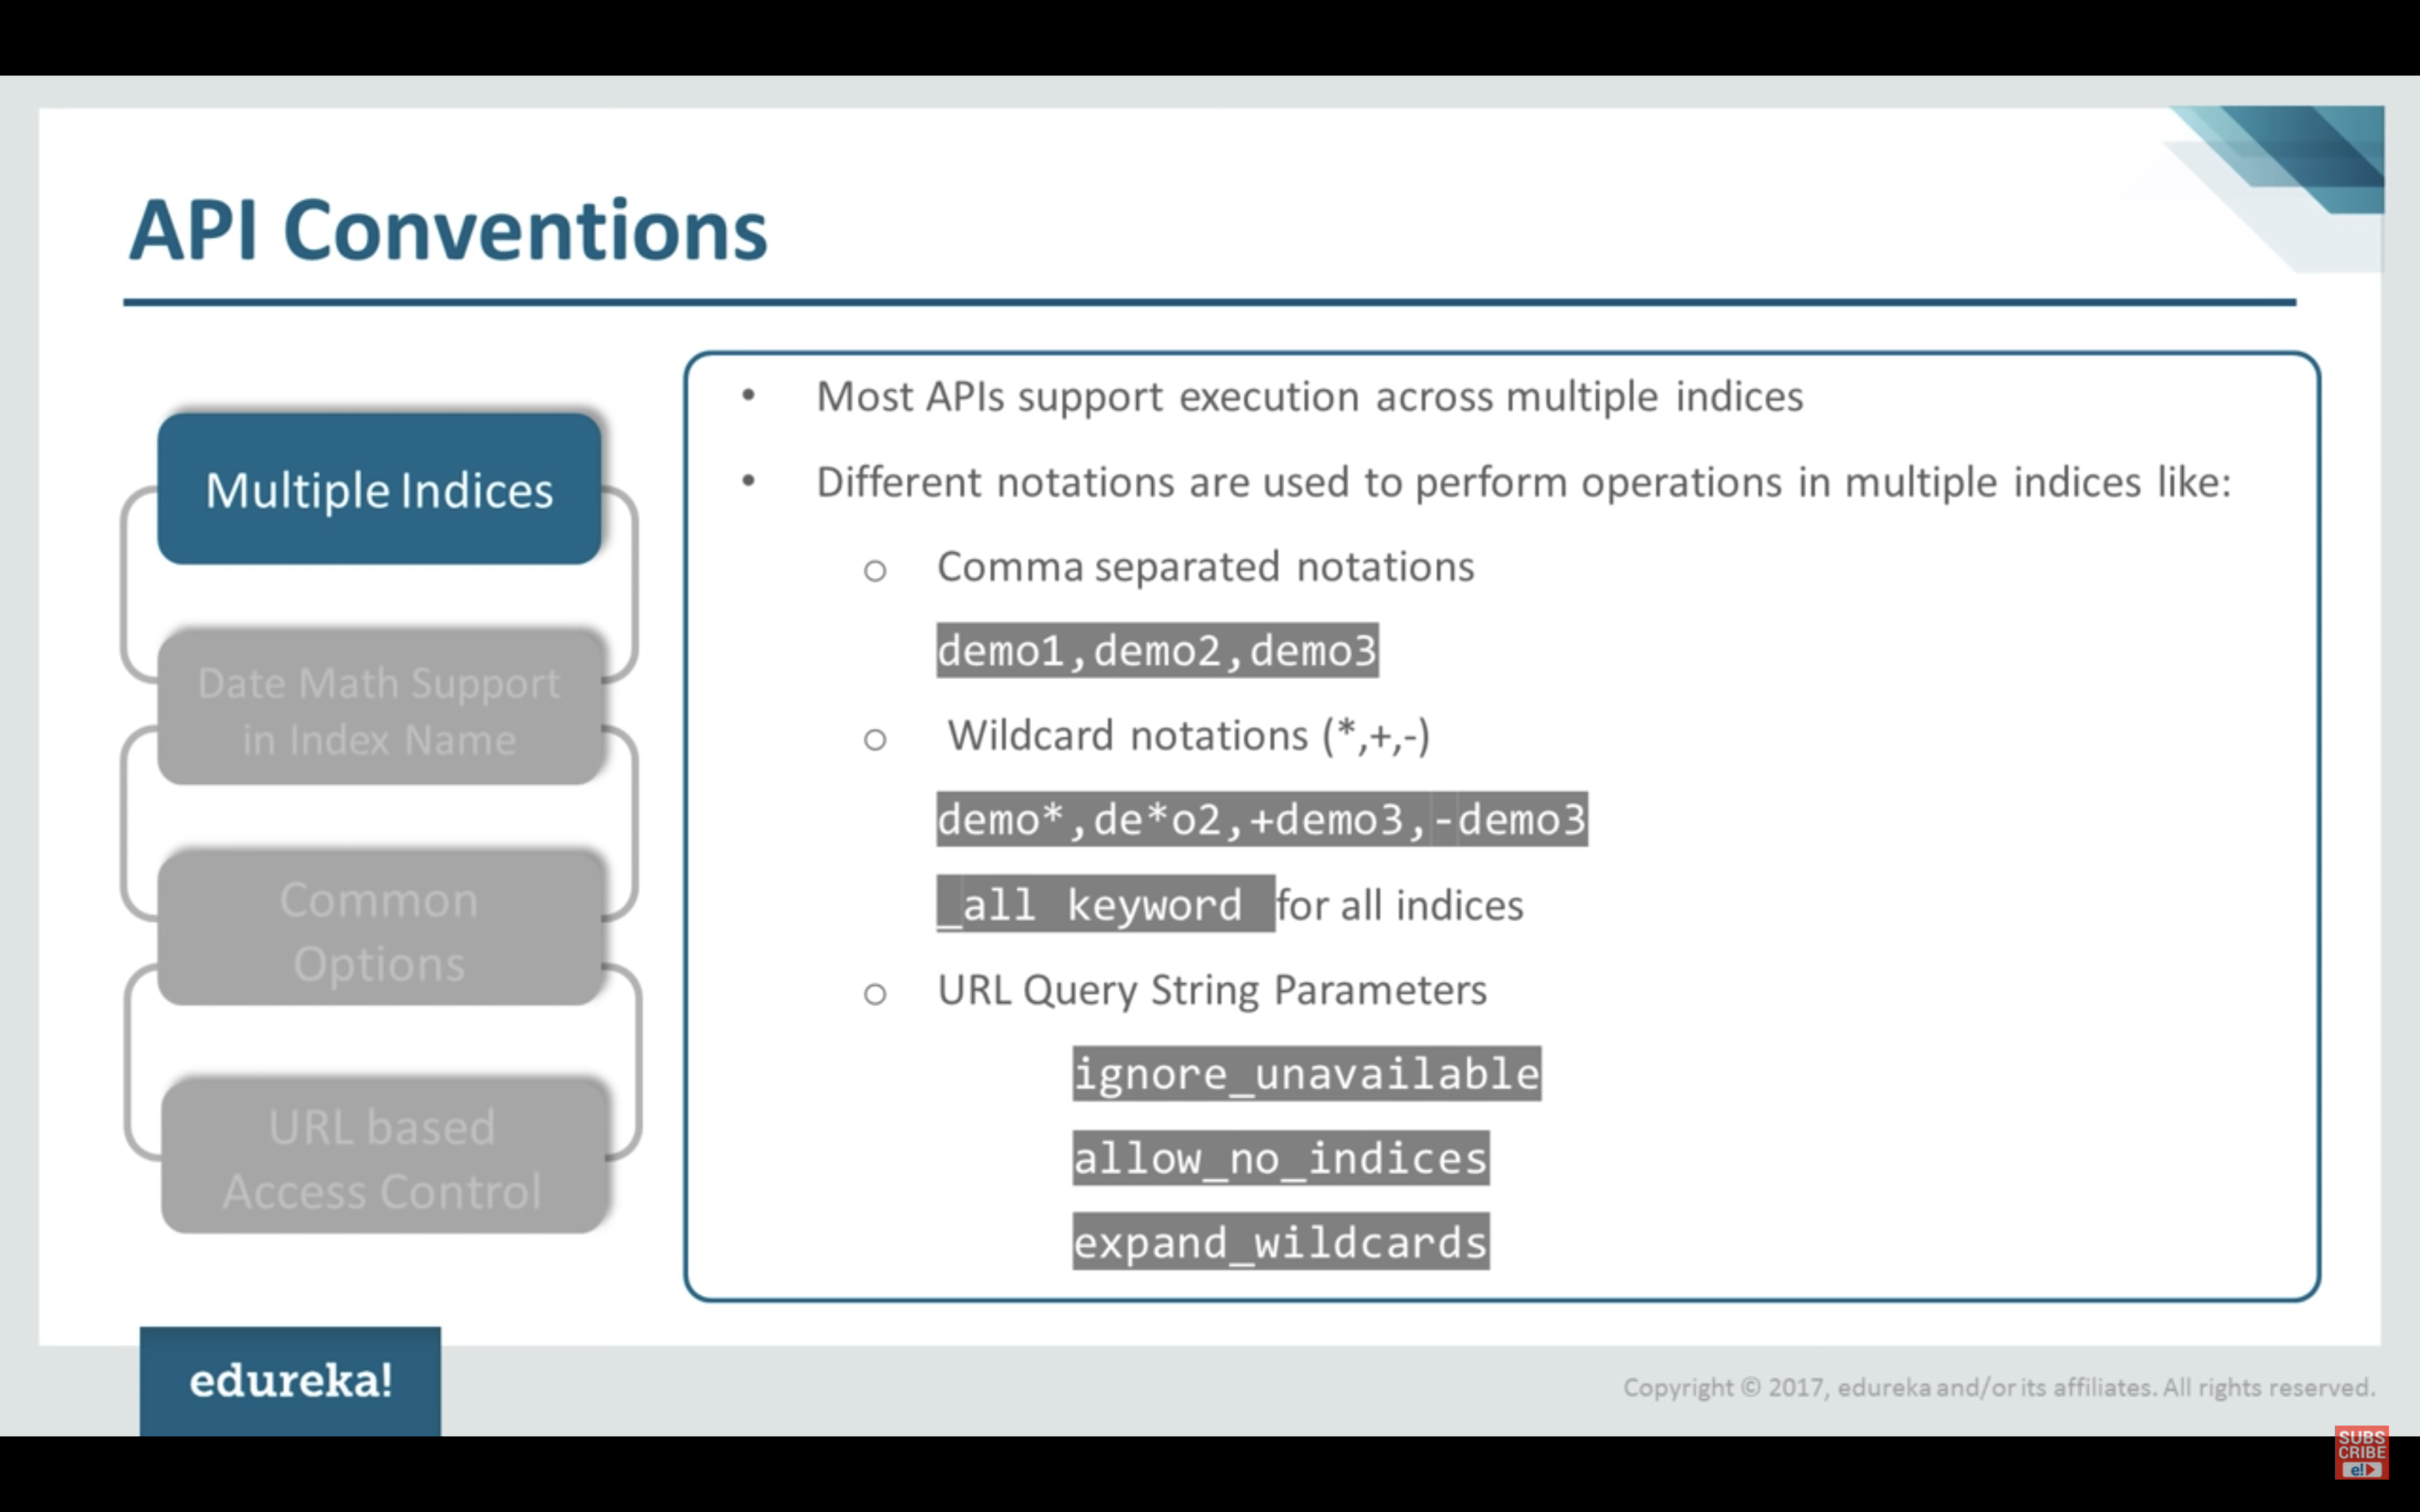 API Conventions
Multiple Indices
Date Math Support
in Index Name
Common
Options
URL based
Access Control
• Most APIs support execution across multiple indices
• Different notations are used to perform operations in multiple indices like:
o Comma separated notations
demo1,demo2,demo3
o Wildcard notations (*,+,-)
demo*,de*o2,+demo3,-demo3
_all keyword for all indices
o URL Query String Parameters
ignore_unavailable
allow_no_indices
expand_wildcards
edureka!
Copyright © 2017, edureka and/or its affiliates. All rights reserved.
SUBS
CRIBE
e!